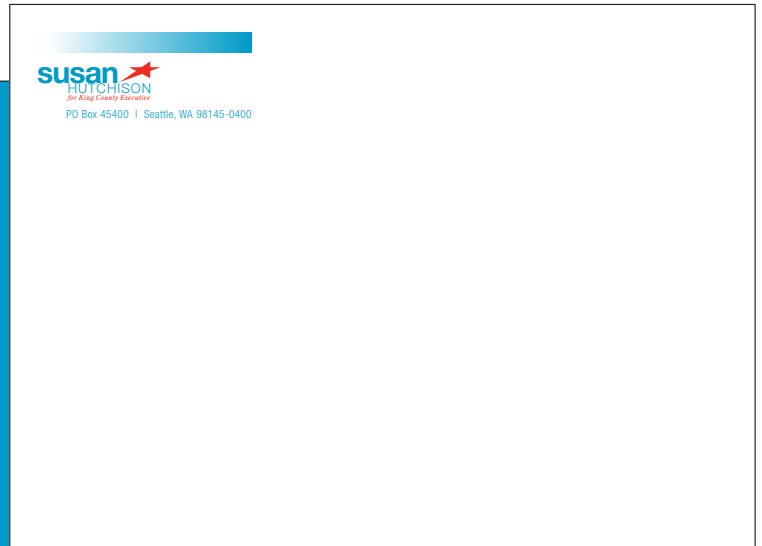 susan
HUTCHISON
for King County Executive
PO Box 45400 | Seattle, WA 98145-0400